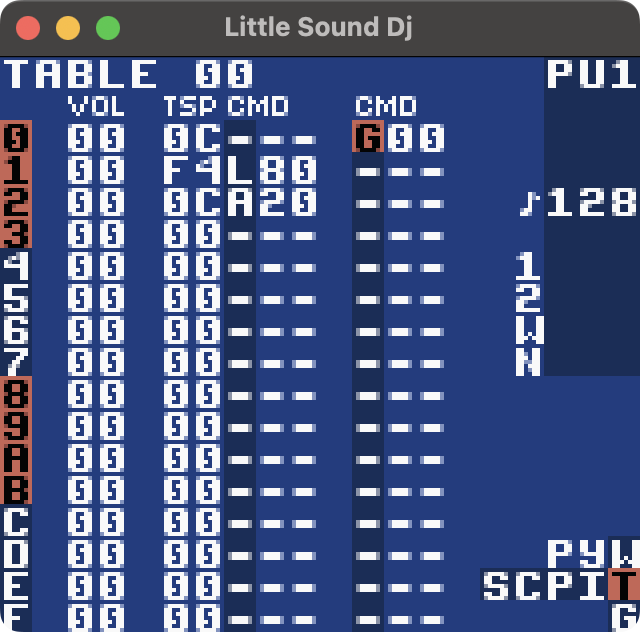 Little Sound Dj
TABLE 00 PU1
VOL TSP CMD CMD
0 00 0C --- G00
1 00 F4 L80 ---
2 00 0C A20 --- ♪128
3 00 00 --- ---
4 00 00 --- --- 1
5 00 00 --- --- 2
6 00 00 --- --- W
7 00 00 --- --- N
8 00 00 --- ---
9 00 00 --- ---
A 00 00 --- ---
B 00 00 --- ---
C 00 00 --- ---
D 00 00 --- --- PYW
E 00 00 --- --- SCPIT
F 00 00 --- --- G